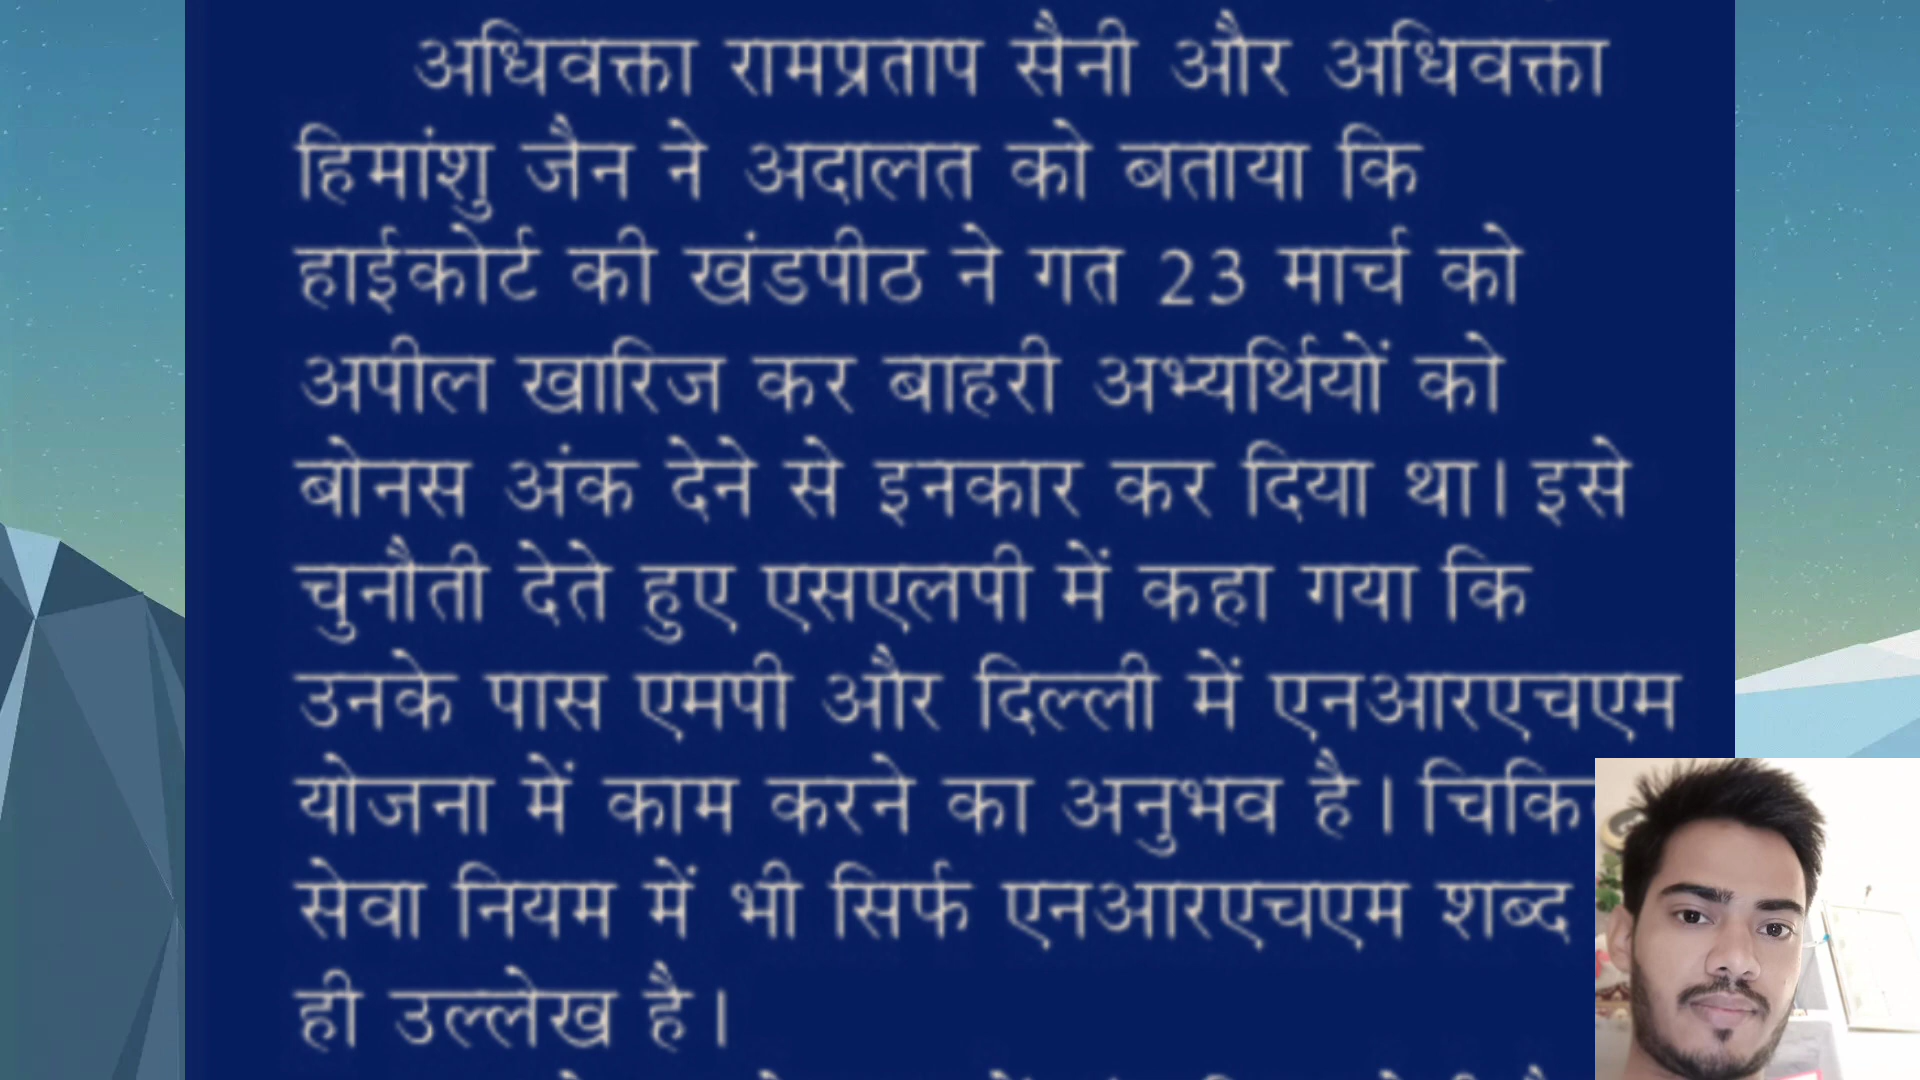 अधिवक्ता रामप्रताप सैनी और अधिवक्ता
हिमांशु जैन ने अदालत को बताया कि
हाईकोर्ट की खंडपीठ ने गत 23 मार्च को
अपील खारिज कर बाहरी अभ्यर्थियों को
बोनस अंक देने से इनकार कर दिया था। इसे
चुनौती देते हुए एसएलपी में कहा गया कि
उनके पास एमपी और दिल्ली में एनआरएचएम
योजना में काम करने का अनुभव है।
सेवा नियम में भी सिर्फ एनआरएचएम शब्द
ही उल्लेख है।